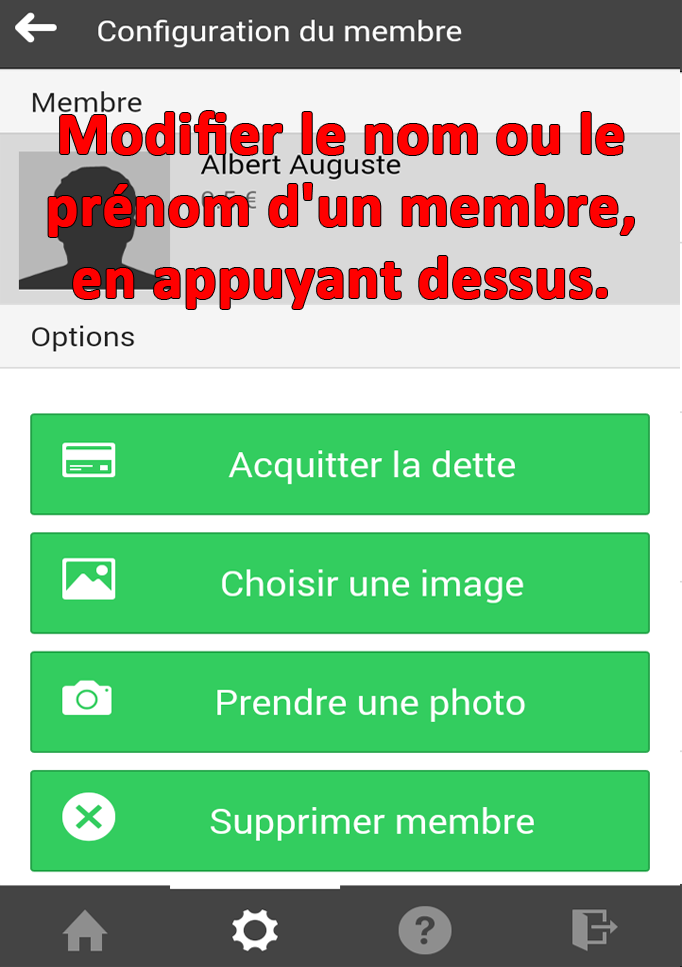 Configuration du membre
Membre
Modifier le nom ou le
Albert Auguste
prénom d'un membre,
en appuyant dessus.
Options
Acquitter la dette
Choisir une image
Prendre une photo
Supprimer membre
?